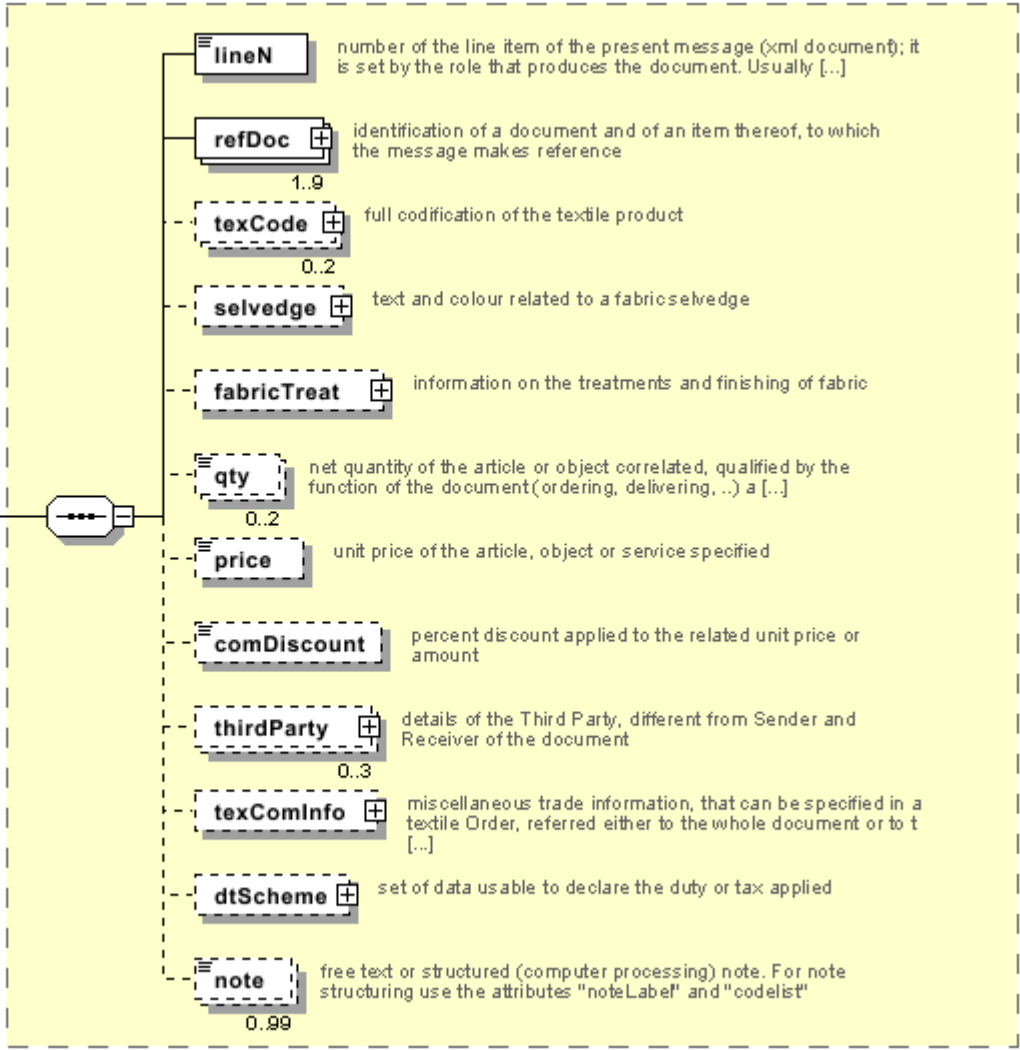 lineN
number of the line item of the present message (xml document); it
is set by the role that produces the document. Usually [...]
refDoc
identification of a document and of an item thereof, to which
the message makes reference
1..9
texCode
full codification of the textile product
0..2
selvedge
text and colour related to a fabric selvedge
fabricTreat
information on the treatments and finishing of fabric
qty
net quantity of the article or object correlated, qualified by the
function of the document (ordering, delivering, ..) a [...]
0..2
price
unit price of the article, object or service specified
comDiscount
percent discount applied to the related unit price or
amount
thirdParty
details of the Third Party, different from Sender and
Receiver of the document
0..3
texComInfo
miscellaneous trade information, that can be specified in a
textile Order, referred either to the whole document or to t
[...]
dtScheme
set of data usable to declare the duty or tax applied
note
free text or structured (computer processing) note. For note
structuring use the attributes "noteLabel" and "codelist"
0..99